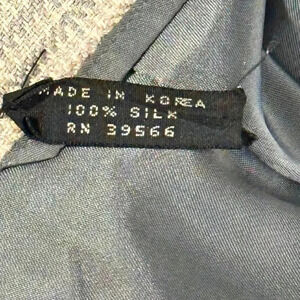 MADE IN KOREA
100% SILK
RN 39566